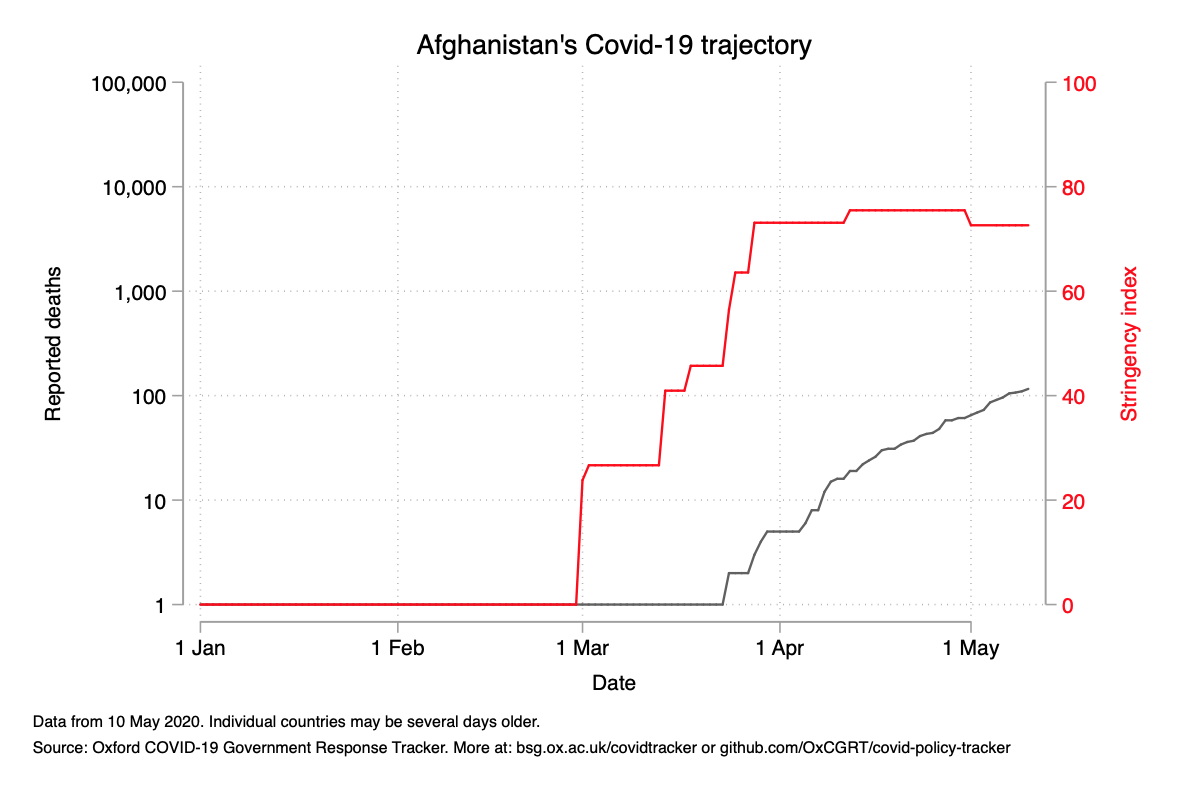 Afghanistan's Covid-19 trajectory
100,000
10,000
1,000
100
10
1
Reported deaths
100
80
60
40
20
0
Stringency index
1 Jan
1 Feb
1 Mar
1 Apr
1 May
Date
Data from 10 May 2020. Individual countries may be several days older.
Source: Oxford COVID-19 Government Response Tracker. More at: bsg.ox.ac.uk/covidtracker or github.com/OxCGRT/covid-policy-tracker